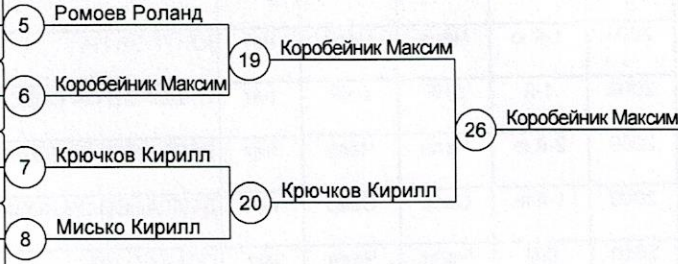 5 Ромоев Роланд
19 Коробейник Максим
6 Коробейник Максим
26 Коробейник Максим
7 Крючков Кирилл
20 Крючков Кирилл
8 Мисько Кирилл